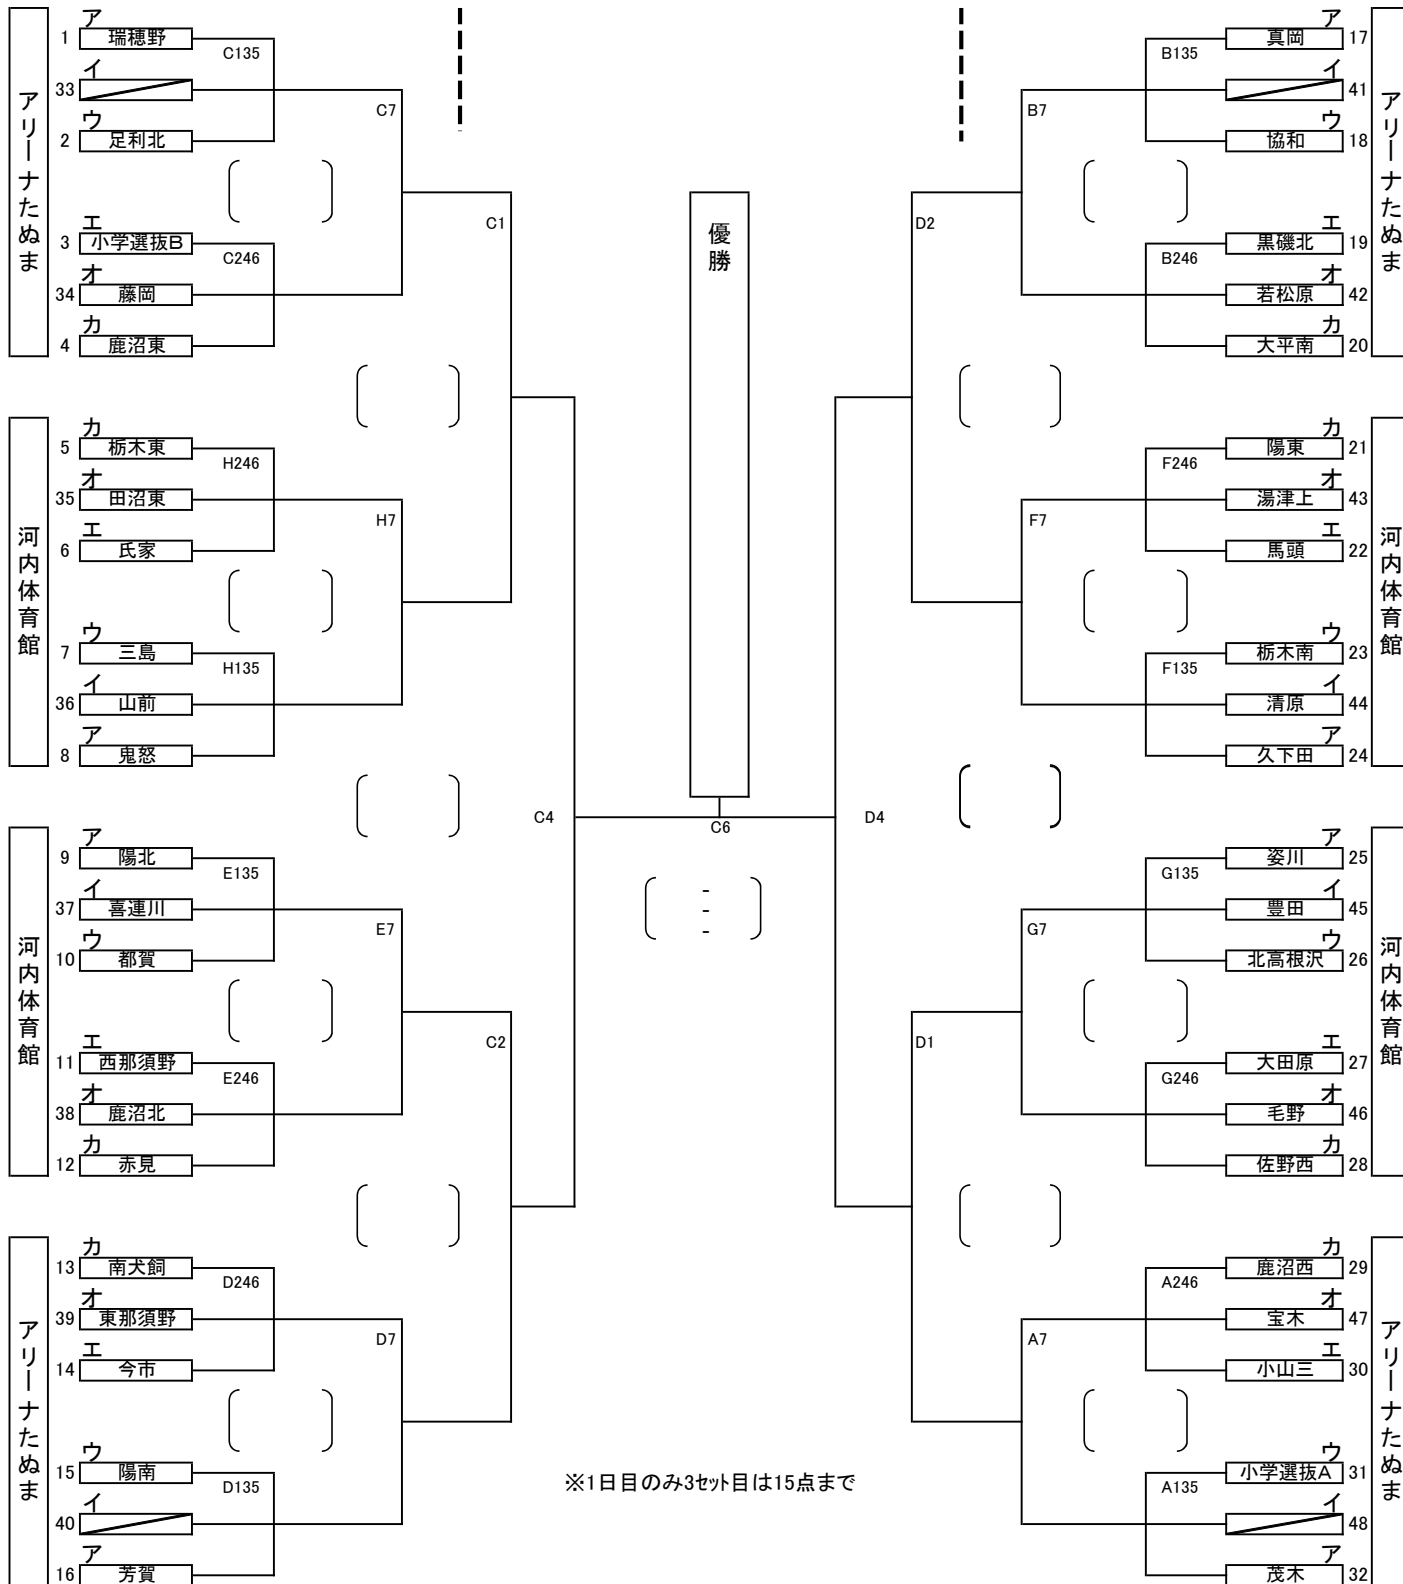 アリーナたぬま
ア
1 瑞穂野
C135
イ
33
C7
ウ
2 足利北
エ
3 小学選抜B
C246
オ
34 藤岡
カ
4 鹿沼東
C1
河内体育館
カ
5 栃木東
H246
オ
35 田沼東
H7
エ
6 氏家
ウ
7 三島
H135
イ
36 山前
ア
8 鬼怒
C4
河内体育館
ア
9 陽北
E135
イ
37 喜連川
E7
ウ
10 都賀
エ
11 西那須野
E246
オ
38 鹿沼北
カ
12 赤見
C2
アリーナたぬま
カ
13 南犬飼
D246
オ
39 東那須野
D7
エ
14 今市
ウ
15 陽南
D135
イ
40
ア
16 芳賀
優勝
C6
-
-
-
※1日目のみ3セット目は15点まで
アリーナたぬま
ア
真岡 17
B135
イ
41
B7
ウ
協和 18
エ
黒磯北 19
B246
オ
若松原 42
カ
大平南 20
D2
河内体育館
カ
陽東 21
F246
オ
湯津上 43
F7
エ
馬頭 22
ウ
栃木南 23
F135
イ
清原 44
ア
久下田 24
D4
河内体育館
ア
姿川 25
G135
イ
豊田 45
G7
ウ
北高根沢 26
エ
大田原 27
G246
オ
毛野 46
カ
佐野西 28
D1
アリーナたぬま
カ
鹿沼西 29
A246
オ
宝木 47
A7
エ
小山三 30
ウ
小学選抜A 31
A135
イ
48
ア
茂木 32